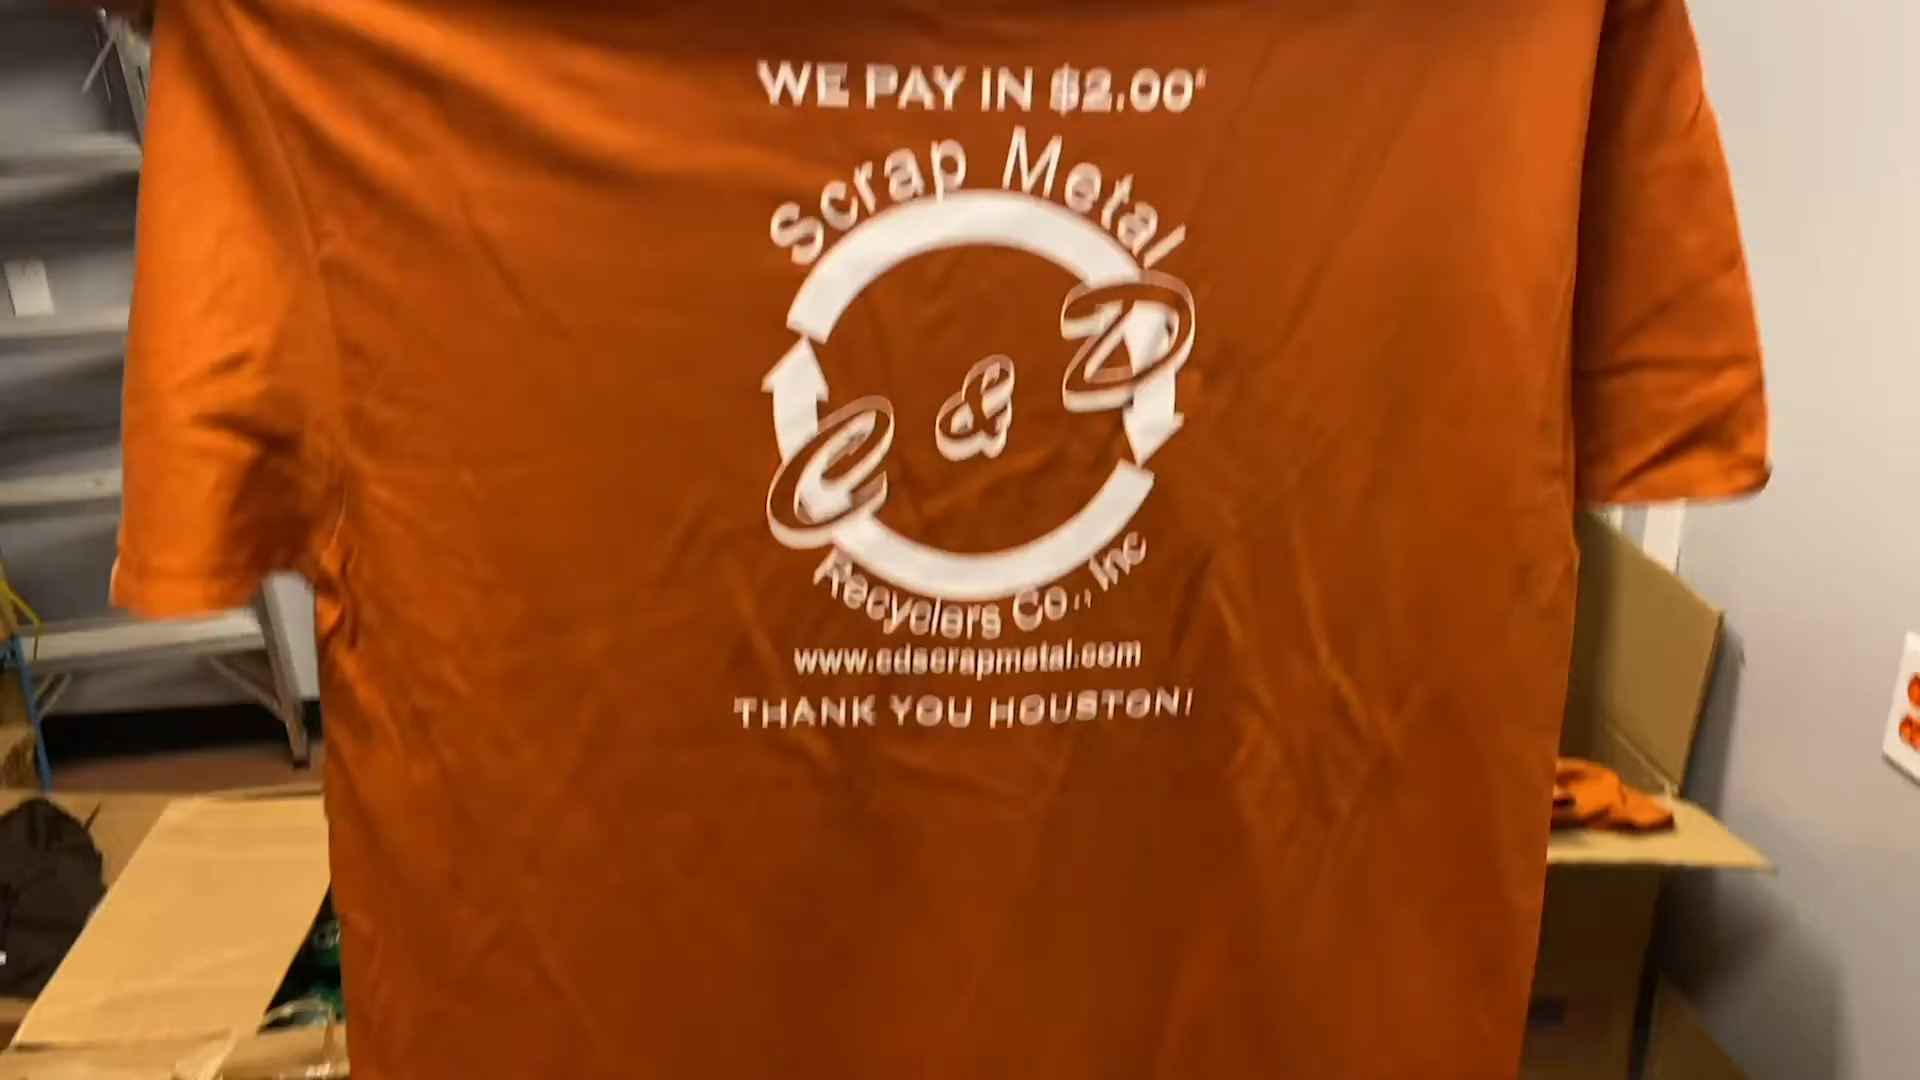 WE PAY IN $2.00'
Scrap Metal
C & D
Recyclers Co., Inc
www.cdscrapmetal.com
THANK YOU HOUSTON!